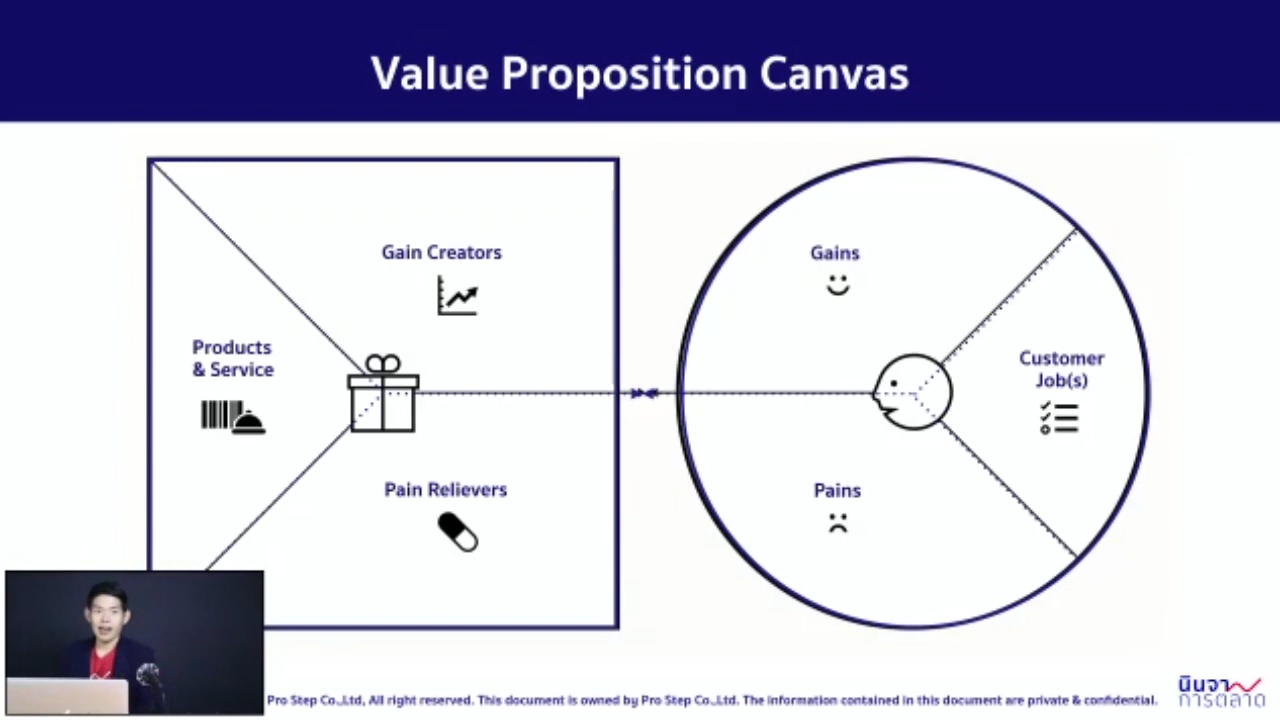 Value Proposition Canvas
Gain Creators
Products
& Service
Pain Relievers
Gains
Customer
Job(s)
Pains
Pro Step Co.,Ltd, All right reserved. This document is owned by Pro Step Co.,Ltd. The information contained in this document are private & confidential.
นินจา
การตลาด